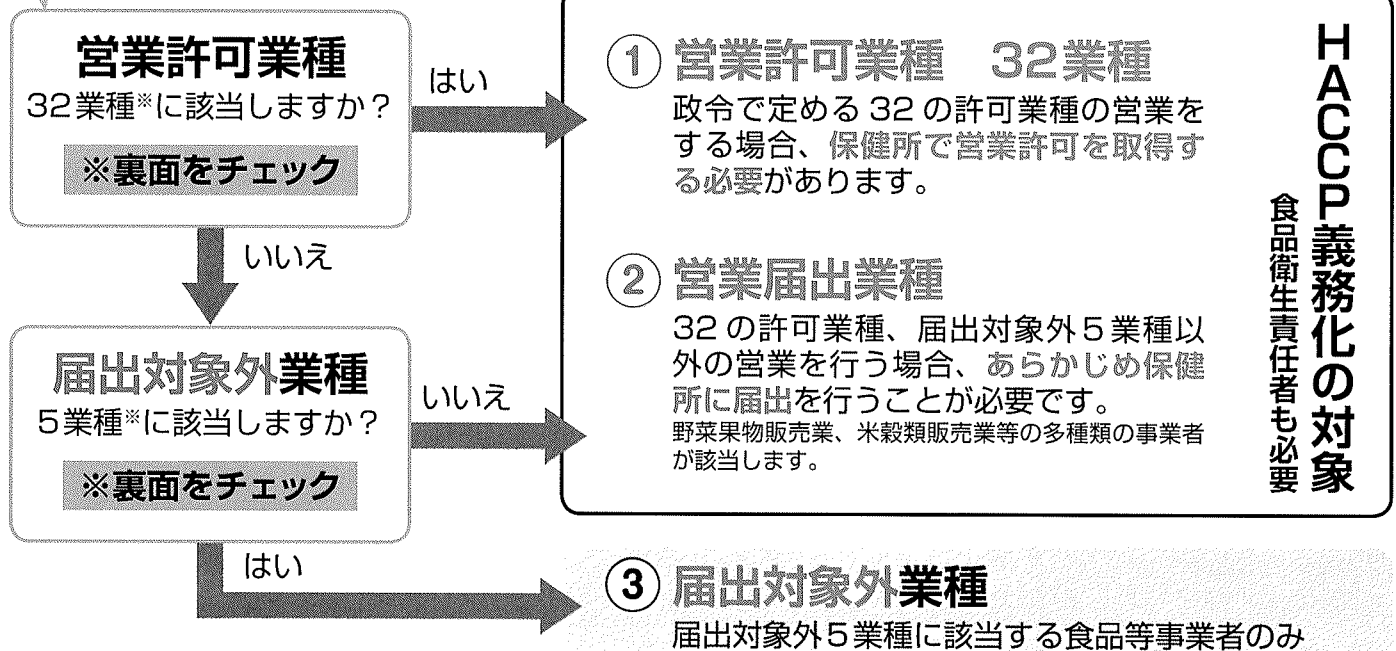 営業許可業種
32業種※に該当しますか？
※裏面をチェック
はい
いいえ
届出対象外業種
5業種※に該当しますか？
※裏面をチェック
いいえ
はい
① 営業許可業種 32業種
政令で定める 32 の許可業種の営業を
する場合、保健所で営業許可を取得す
る必要があります。
② 営業届出業種
32 の許可業種、届出対象外5業種以
外の営業を行う場合、あらかじめ保健
所に届出を行うことが必要です。
野菜果物販売業、米穀類販売業等の多種類の事業者
が該当します。
HACCP義務化の対象
食品衛生責任者も必要
③ 届出対象外業種
届出対象外5業種に該当する食品等事業者のみ